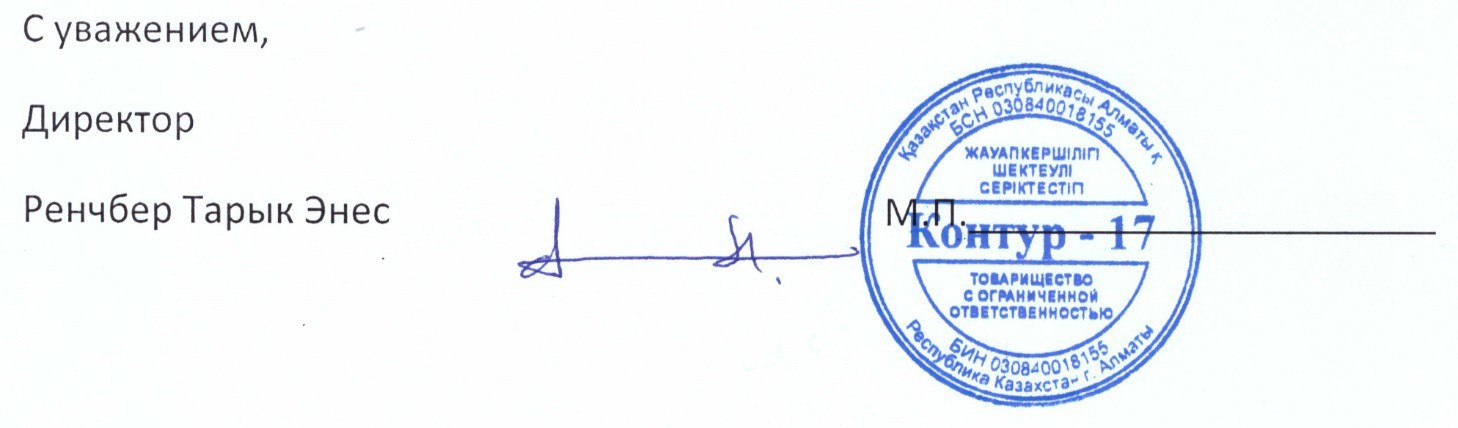 С уважением,
Директор
Ренчбер Тарык Энес
М.П.
Қазақстан Республикасы Алматы қ
БСН 030840018155
ЖАУАПКЕРШІЛІГІ
ШЕКТЕУЛІ
СЕРІКТЕСТІГІ
Контур - 17
ТОВАРИЩЕСТВО
С ОГРАНИЧЕННОЙ
ОТВЕТСТВЕННОСТЬЮ
БИН 030840018155
Республика Казахстан г. Алматы